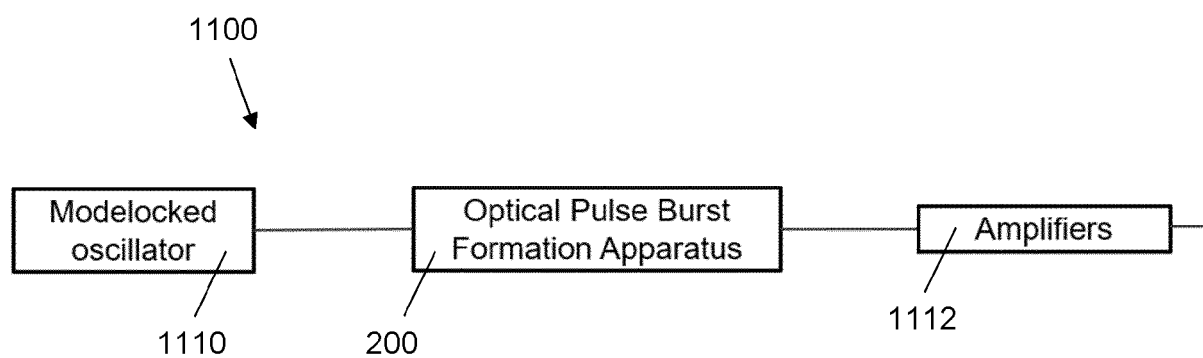 1100
Modelocked
oscillator
Optical Pulse Burst
Formation Apparatus
Amplifiers
1110
200
1112